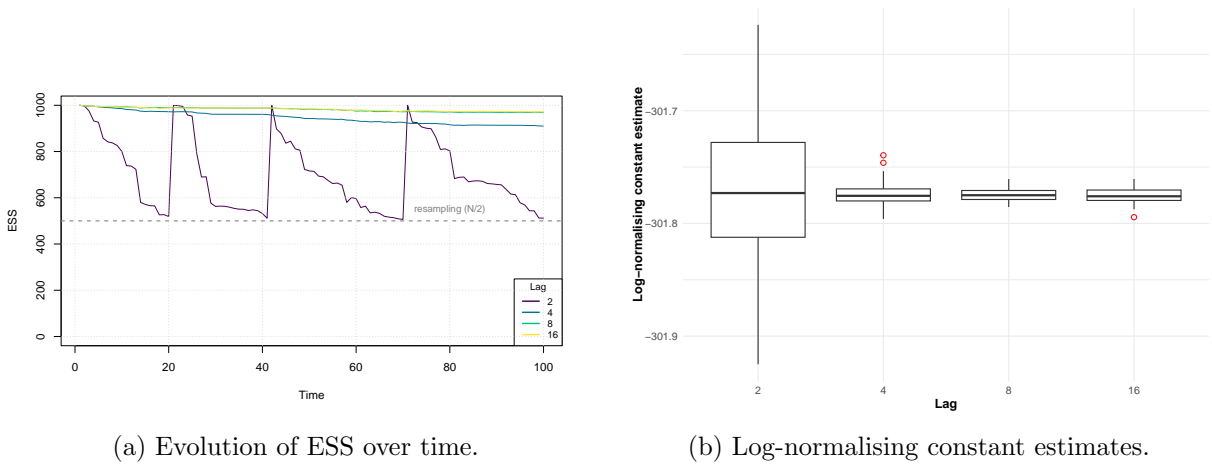 ESS
0
200
400
600
800
1000
resampling (N/2)
Lag
2
4
8
16
0
20
40
60
80
100
Time
(a) Evolution of ESS over time.
Log−normalising constant estimate
−301.7
−301.8
−301.9
2
4
8
16
Lag
(b) Log-normalising constant estimates.